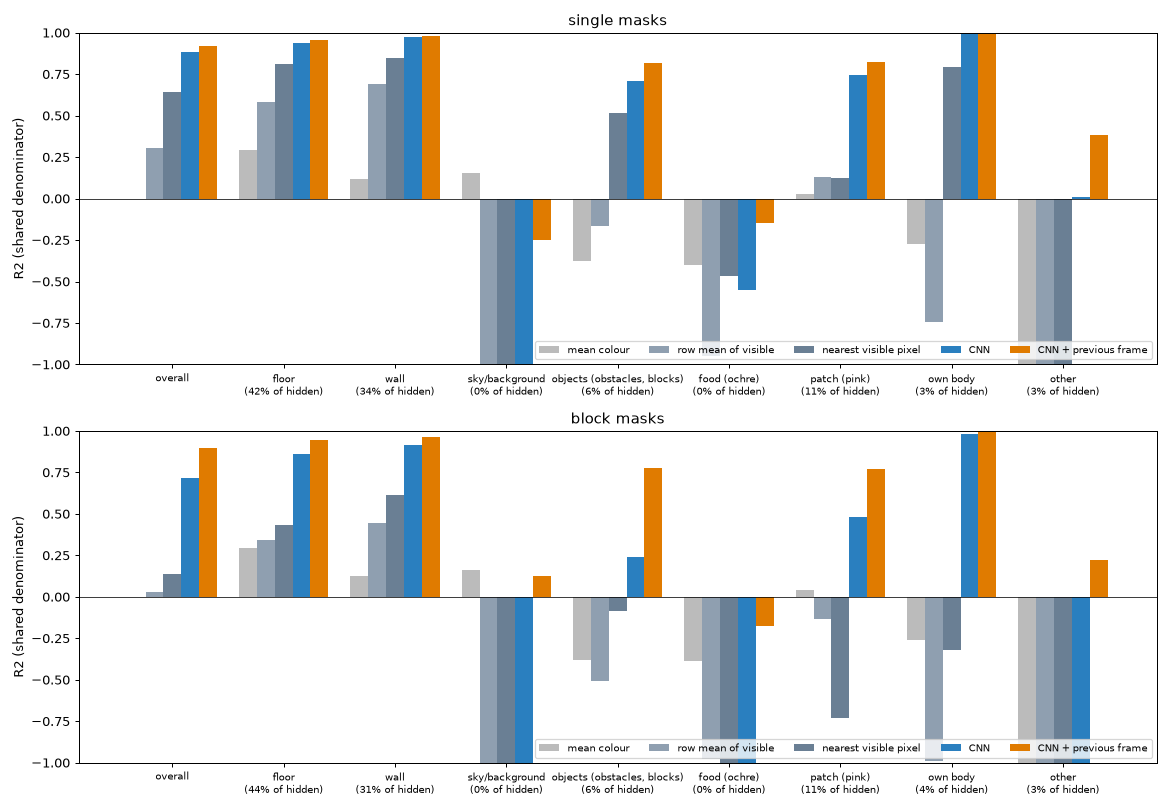 single masks
R2 (shared denominator)
1.00
0.75
0.50
0.25
0.00
−0.25
−0.50
−0.75
−1.00
mean colour
row mean of visible
nearest visible pixel
CNN
CNN + previous frame
overall
floor
(42% of hidden)
wall
(34% of hidden)
sky/background
(0% of hidden)
objects (obstacles, blocks)
(6% of hidden)
food (ochre)
(0% of hidden)
patch (pink)
(11% of hidden)
own body
(3% of hidden)
other
(3% of hidden)
block masks
R2 (shared denominator)
1.00
0.75
0.50
0.25
0.00
−0.25
−0.50
−0.75
−1.00
mean colour
row mean of visible
nearest visible pixel
CNN
CNN + previous frame
overall
floor
(44% of hidden)
wall
(31% of hidden)
sky/background
(0% of hidden)
objects (obstacles, blocks)
(6% of hidden)
food (ochre)
(0% of hidden)
patch (pink)
(11% of hidden)
own body
(4% of hidden)
other
(3% of hidden)